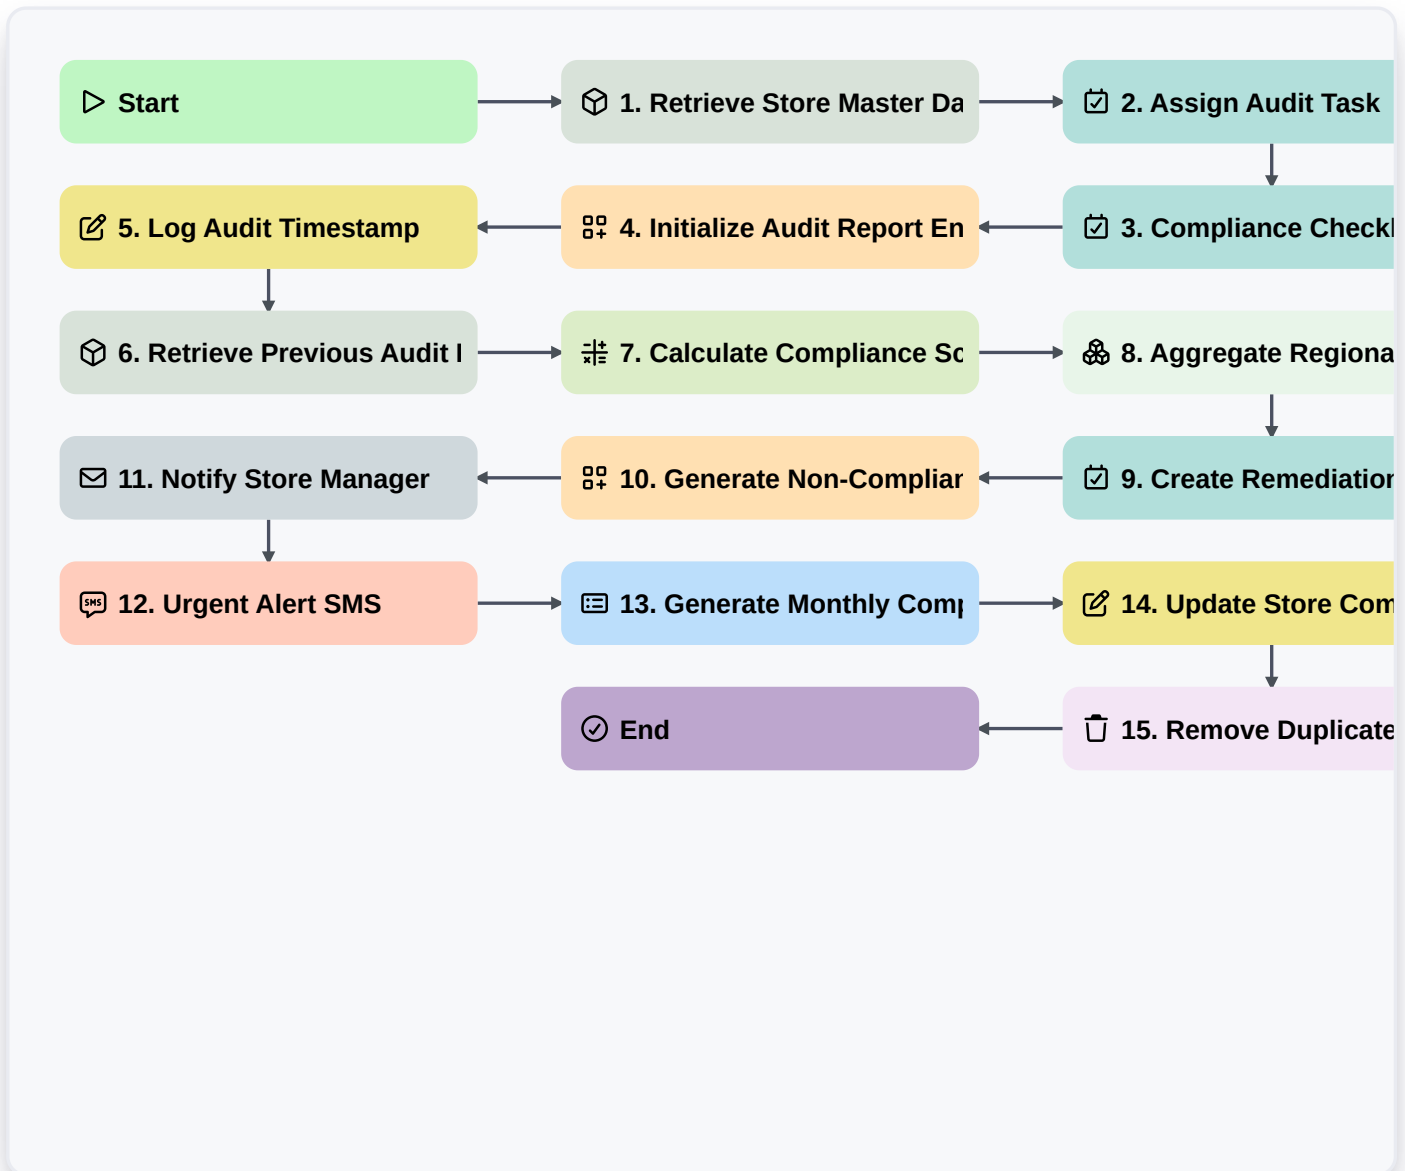 Start
1. Retrieve Store Master Da
2. Assign Audit Task
5. Log Audit Timestamp
4. Initialize Audit Report En
3. Compliance Check
6. Retrieve Previous Audit
7. Calculate Compliance Sc
8. Aggregate Regiona
11. Notify Store Manager
10. Generate Non-Complian
9. Create Remediation
12. Urgent Alert SMS
13. Generate Monthly Comp
14. Update Store Com
End
15. Remove Duplicate